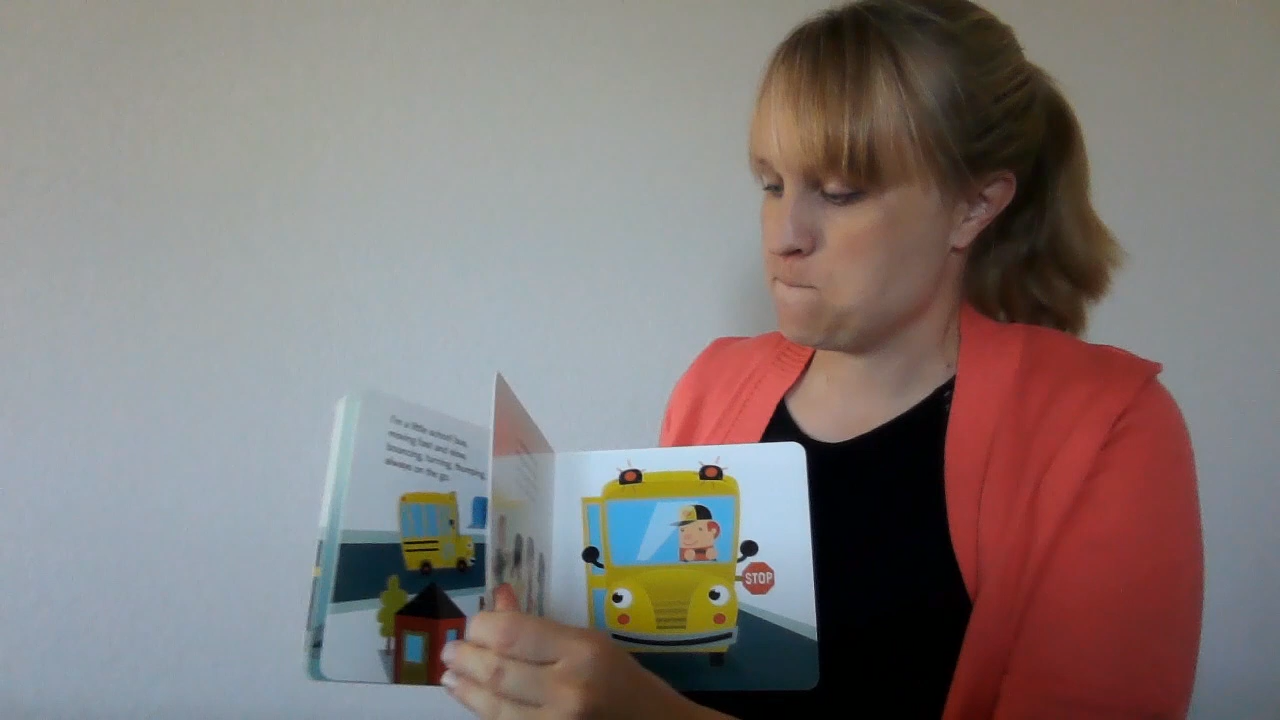 I'm a little school bus,
moving fast and slow,
bouncing, turning, thumping,
always on the go.
STOP